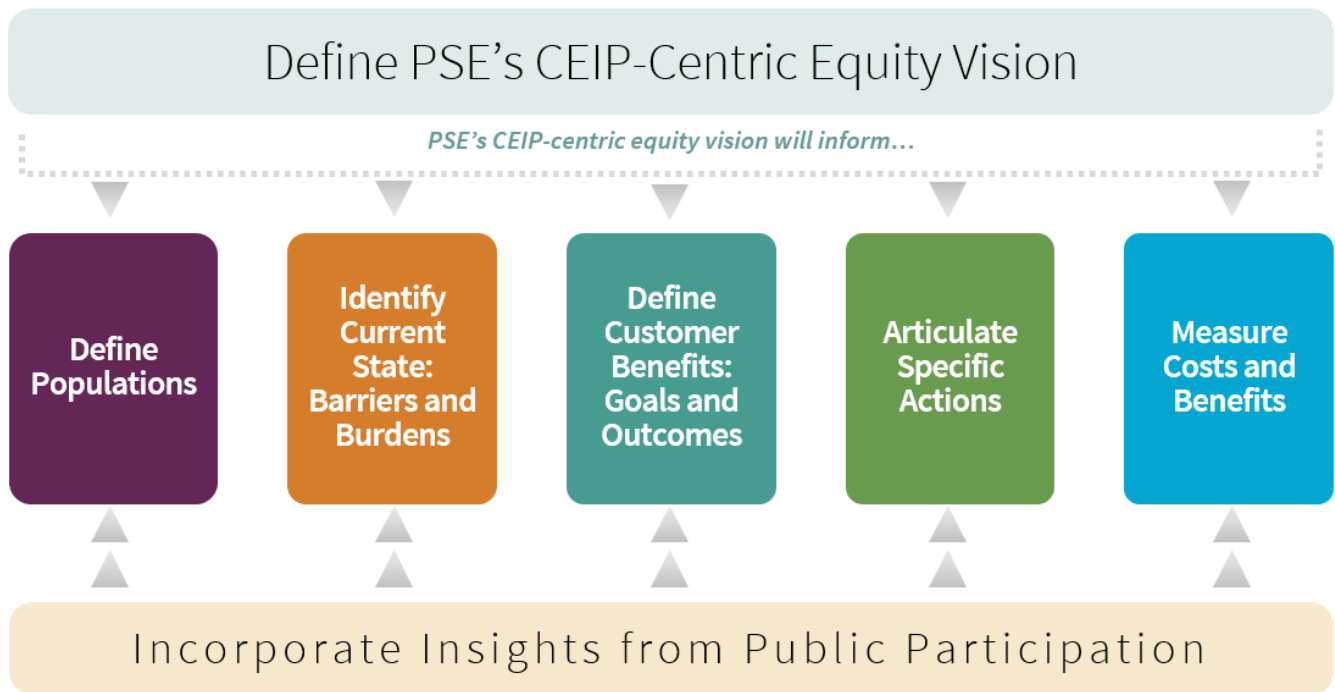 Define PSE’s CEIP-Centric Equity Vision
PSE’s CEIP-centric equity vision will inform…
Define
Populations
Identify
Current
State:
Barriers and
Burdens
Define
Customer
Benefits:
Goals and
Outcomes
Articulate
Specific
Actions
Measure
Costs and
Benefits
Incorporate Insights from Public Participation